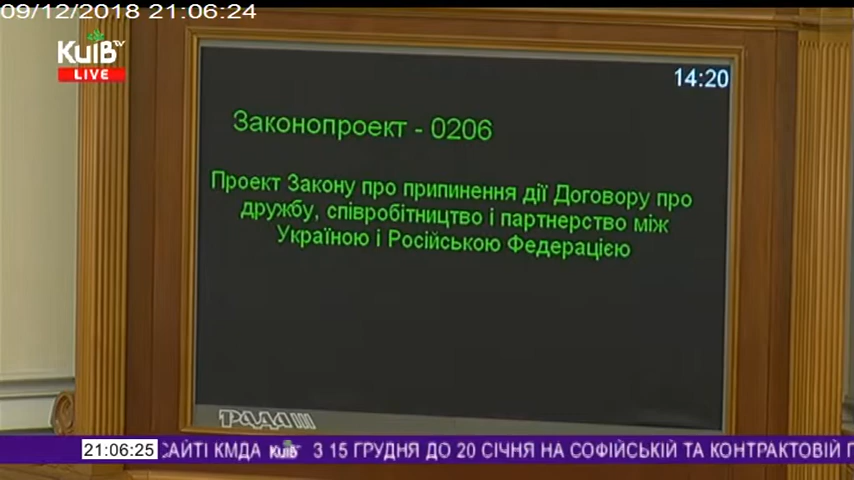 09/12/2018 21:06:24
КиїВ TV
LIVE
14:20
Законопроект - 0206
Проект Закону про припинення дії Договору про
дружбу, співробітництво і партнерство між
Україною і Російською Федерацією
РАДА
21:06:25 САЙТІ КМДА КиїВ З 15 ГРУДНЯ ДО 20 СІЧНЯ НА СОФІЙСЬКІЙ ТА КОНТРАКТОВІЙ П